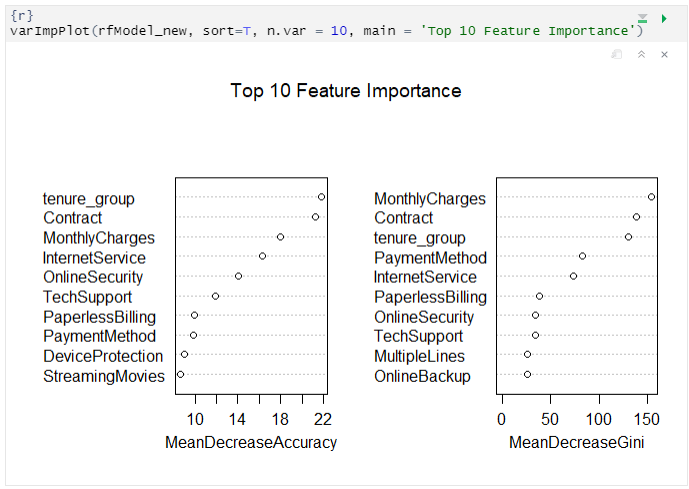 {r}
varImpPlot(rfModel_new, sort=T, n.var = 10, main = 'Top 10 Feature Importance')
Top 10 Feature Importance
tenure_group
Contract
MonthlyCharges
InternetService
OnlineSecurity
TechSupport
PaperlessBilling
PaymentMethod
DeviceProtection
StreamingMovies
10 14 18 22
MeanDecreaseAccuracy
MonthlyCharges
Contract
tenure_group
PaymentMethod
InternetService
PaperlessBilling
OnlineSecurity
TechSupport
MultipleLines
OnlineBackup
0 50 100 150
MeanDecreaseGini